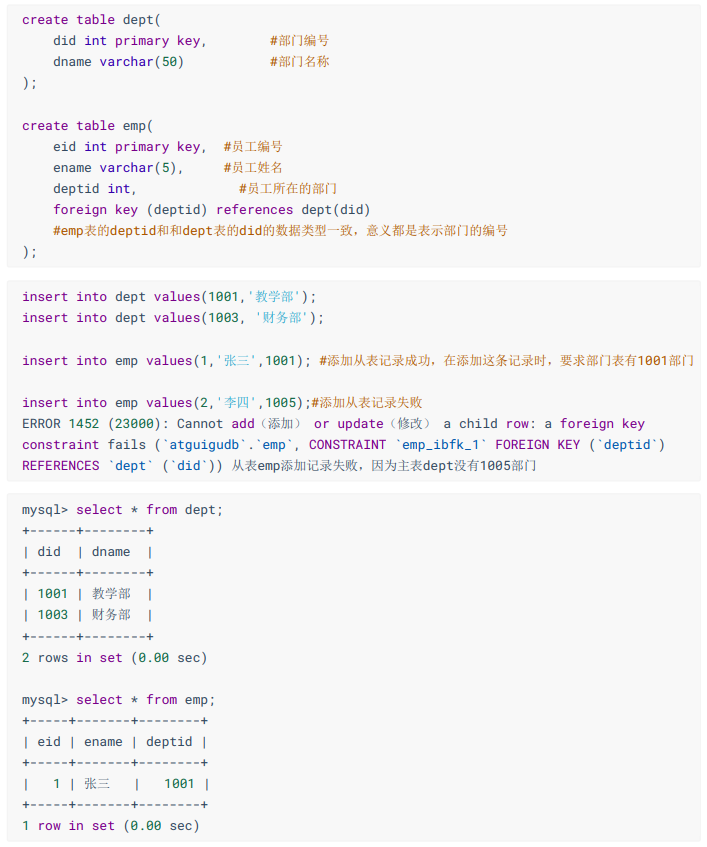 create table dept(
    did int primary key,        #部门编号
    dname varchar(50)           #部门名称
);

create table emp(
    eid int primary key,  #员工编号
    ename varchar(5),     #员工姓名
    deptid int,             #员工所在的部门
    foreign key (deptid) references dept(did)
    #emp表的deptid和和dept表的did的数据类型一致，意义都是表示部门的编号
);

insert into dept values(1001,'教学部');
insert into dept values(1003, '财务部');

insert into emp values(1,'张三',1001); #添加从表记录成功，在添加这条记录时，要求部门表有1001部门

insert into emp values(2,'李四',1005);#添加从表记录失败
ERROR 1452 (23000): Cannot add（添加） or update（修改） a child row: a foreign key
constraint fails (`atguigudb`.`emp`, CONSTRAINT `emp_ibfk_1` FOREIGN KEY (`deptid`)
REFERENCES `dept` (`did`)) 从表emp添加记录失败，因为主表dept没有1005部门

mysql> select * from dept;
+------+--------+
| did  | dname  |
+------+--------+
| 1001 | 教学部  |
| 1003 | 财务部  |
+------+--------+
2 rows in set (0.00 sec)

mysql> select * from emp;
+-----+-------+--------+
| eid | ename | deptid |
+-----+-------+--------+
|   1 | 张三   |   1001 |
+-----+-------+--------+
1 row in set (0.00 sec)